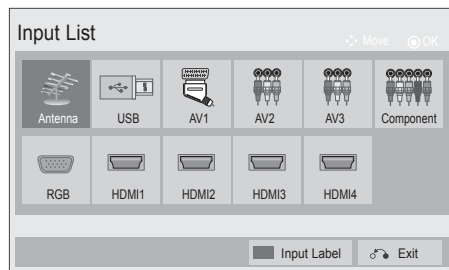 Input List
Move OK
Antenna USB AV1 AV2 AV3 Component
RGB HDMI1 HDMI2 HDMI3 HDMI4
Input Label Exit